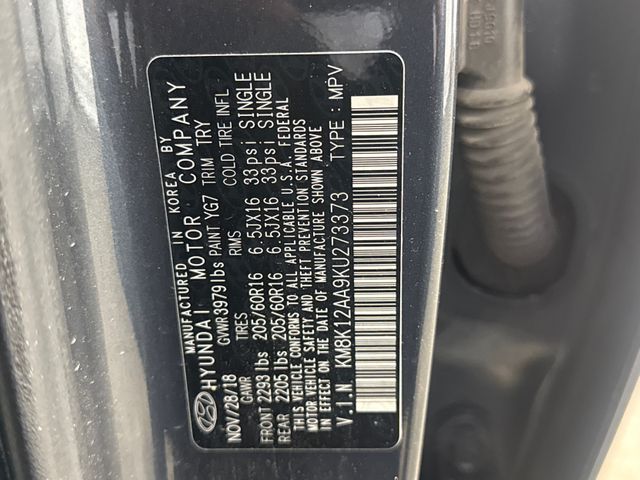 MANUFACTURED IN KOREA BY
HYUNDAI MOTOR COMPANY
NOV/28/18 GVWR 3979 lbs PAINT YG7 TRIM TRY
GAWR TIRES RIMS COLD TIRE INFL
FRONT 2293 lbs 205/60R16 6.5JX16 33psi SINGLE
REAR 2205 lbs 205/60R16 6.5JX16 33psi SINGLE
THIS VEHICLE CONFORMS TO ALL APPLICABLE U.S.A. FEDERAL
MOTOR VEHICLE SAFETY AND THEFT PREVENTION STANDARDS
IN EFFECT ON THE DATE OF MANUFACTURE SHOWN ABOVE.
V.I.N KM8K12AA9KU273373 TYPE : MPV